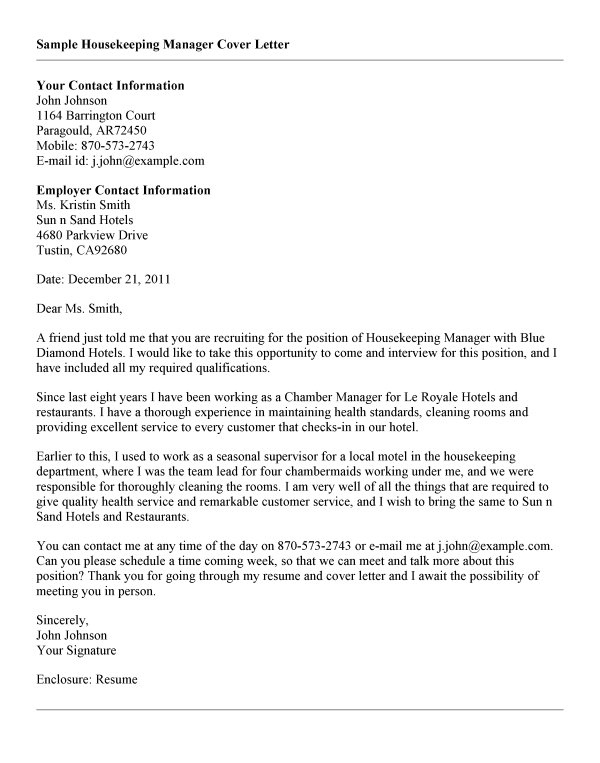 Sample Housekeeping Manager Cover Letter
Your Contact Information
John Johnson
1164 Barrington Court
Paragould, AR72450
Mobile: 870-573-2743
E-mail id: j.john@example.com
Employer Contact Information
Ms. Kristin Smith
Sun n Sand Hotels
4680 Parkview Drive
Tustin, CA92680
Date: December 21, 2011
Dear Ms. Smith,
A friend just told me that you are recruiting for the position of Housekeeping Manager with Blue
Diamond Hotels. I would like to take this opportunity to come and interview for this position, and I
have included all my required qualifications.
Since last eight years I have been working as a Chamber Manager for Le Royale Hotels and
restaurants. I have a thorough experience in maintaining health standards, cleaning rooms and
providing excellent service to every customer that checks-in in our hotel.
Earlier to this, I used to work as a seasonal supervisor for a local motel in the housekeeping
department, where I was the team lead for four chambermaids working under me, and we were
responsible for thoroughly cleaning the rooms. I am very well of all the things that are required to
give quality health service and remarkable customer service, and I wish to bring the same to Sun n
Sand Hotels and Restaurants.
You can contact me at any time of the day on 870-573-2743 or e-mail me at j.john@example.com.
Can you please schedule a time coming week, so that we can meet and talk more about this
position? Thank you for going through my resume and cover letter and I await the possibility of
meeting you in person.
Sincerely,
John Johnson
Your Signature
Enclosure: Resume